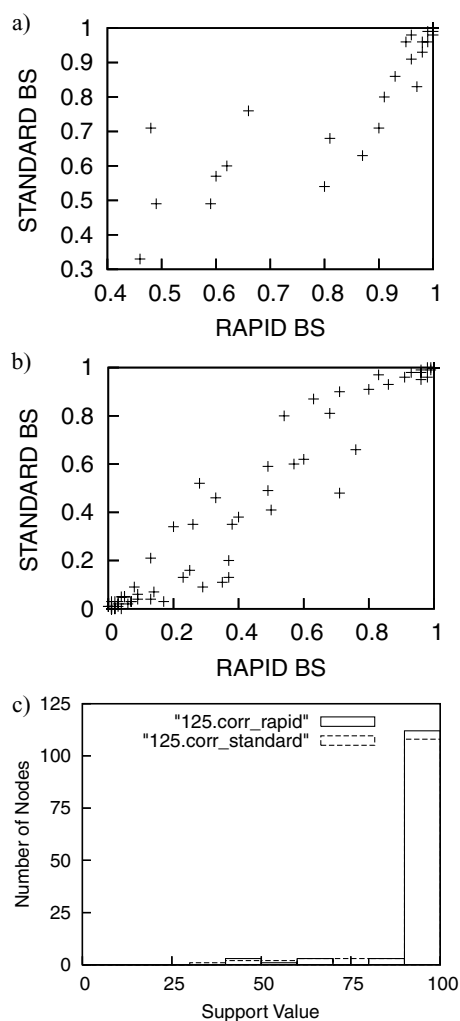 a)
1
0.9
0.8
0.7
0.6
0.5
0.4
0.3
STANDARD BS
0.4 0.5 0.6 0.7 0.8 0.9 1
RAPID BS
b)
1
0.8
0.6
0.4
0.2
0
STANDARD BS
0 0.2 0.4 0.6 0.8 1
RAPID BS
c)
125
100
75
50
25
0
Number of Nodes
"125.corr_rapid"
"125.corr_standard"
0 25 50 75 100
Support Value